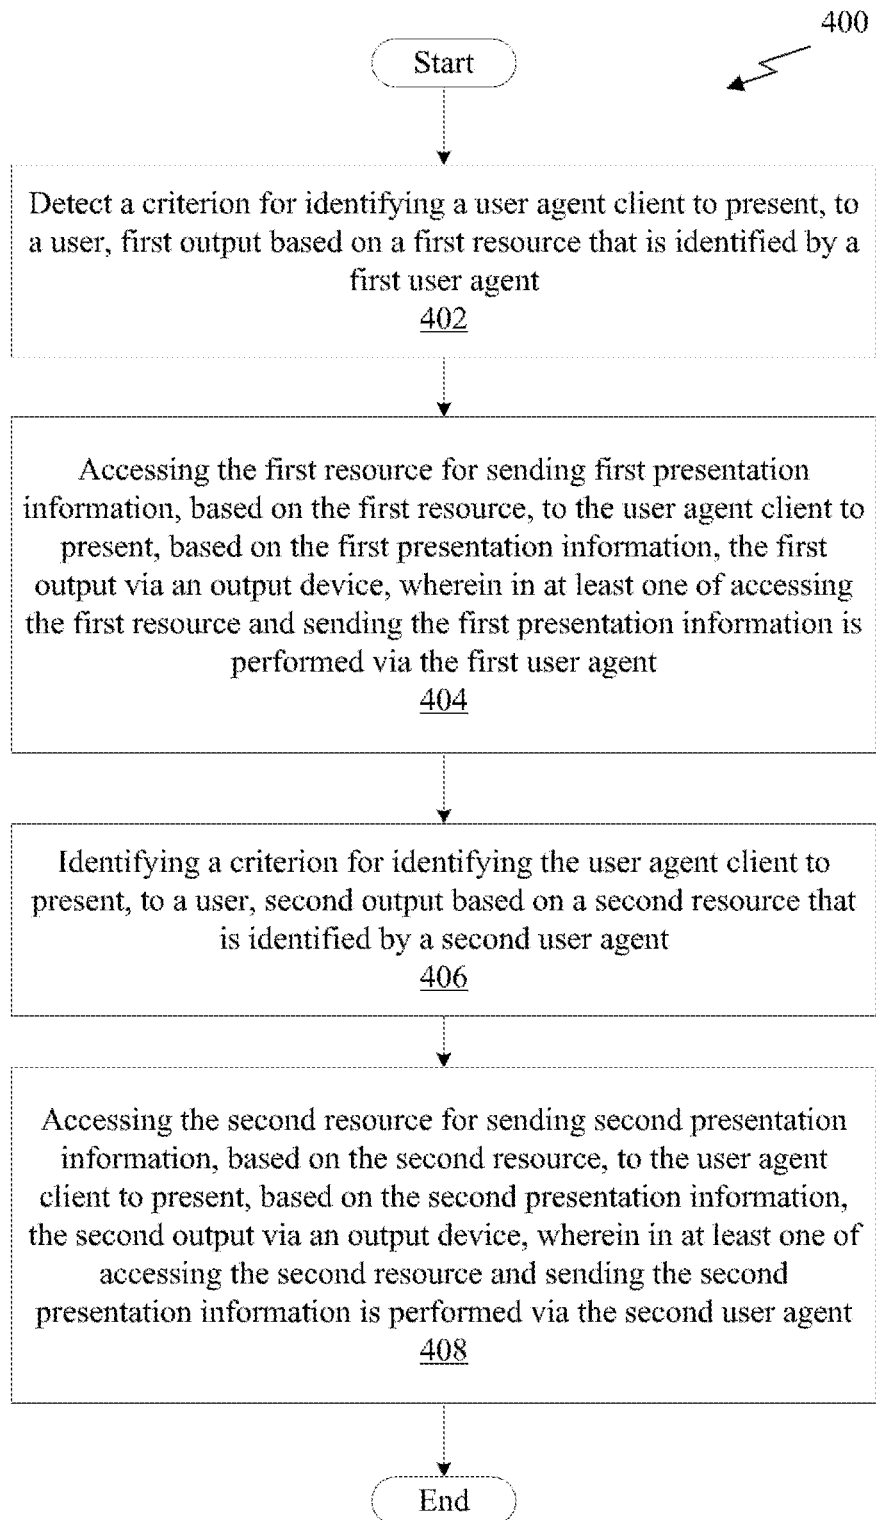 400
Start
Detect a criterion for identifying a user agent client to present, to
a user, first output based on a first resource that is identified by a
first user agent
402
Accessing the first resource for sending first presentation
information, based on the first resource, to the user agent client to
present, based on the first presentation information, the first
output via an output device, wherein in at least one of accessing
the first resource and sending the first presentation information is
performed via the first user agent
404
Identifying a criterion for identifying the user agent client to
present, to a user, second output based on a second resource that
is identified by a second user agent
406
Accessing the second resource for sending second presentation
information, based on the second resource, to the user agent
client to present, based on the second presentation information,
the second output via an output device, wherein in at least one of
accessing the second resource and sending the second
presentation information is performed via the second user agent
408
End